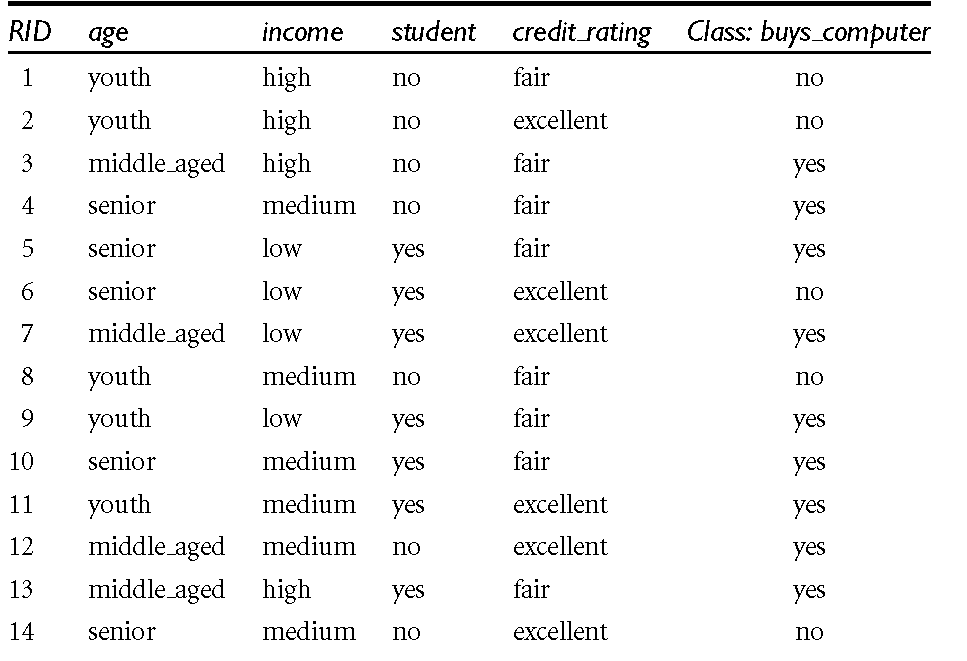 RID age income student credit_rating Class: buys_computer
1 youth high no fair no
2 youth high no excellent no
3 middle_aged high no fair yes
4 senior medium no fair yes
5 senior low yes fair yes
6 senior low yes excellent no
7 middle_aged low yes excellent yes
8 youth medium no fair no
9 youth low yes fair yes
10 senior medium yes fair yes
11 youth medium yes excellent yes
12 middle_aged medium no excellent yes
13 middle_aged high yes fair yes
14 senior medium no excellent no